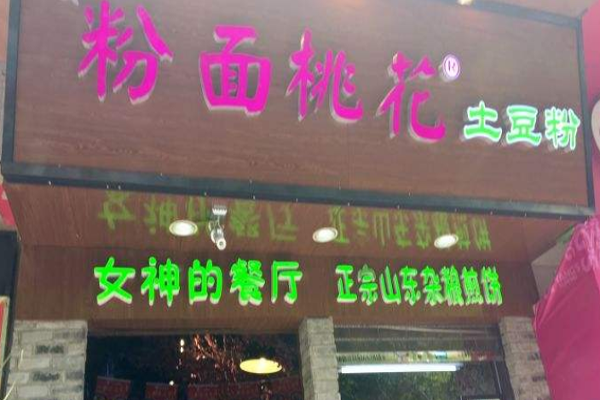 粉面桃花® 土豆粉
女神的餐厅 正宗山东杂粮煎饼